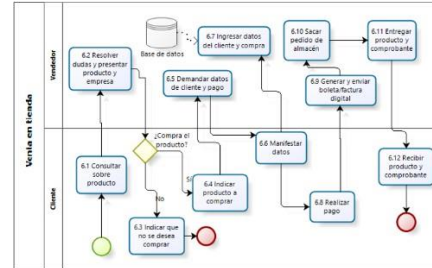 Venta en tienda
Vendedor
Cliente
6.2 Resolver
dudas y presentar
producto y
empresa
Base de datos
6.7 Ingresar datos
del cliente y compra
6.5 Demandar datos
de cliente y pago
6.10 Sacar
pedido de
almacén
6.11 Entregar
producto y
comprobante
6.9 Generar y enviar
boleta/factura
digital
¿Compra el
producto?
6.1 Consultar
sobre
producto
Sí
No
6.4 Indicar
producto a
comprar
6.3 Indicar que
no se desea
comprar
6.6 Manifestar
datos
6.8 Realizar
pago
6.12 Recibir
producto y
comprobante